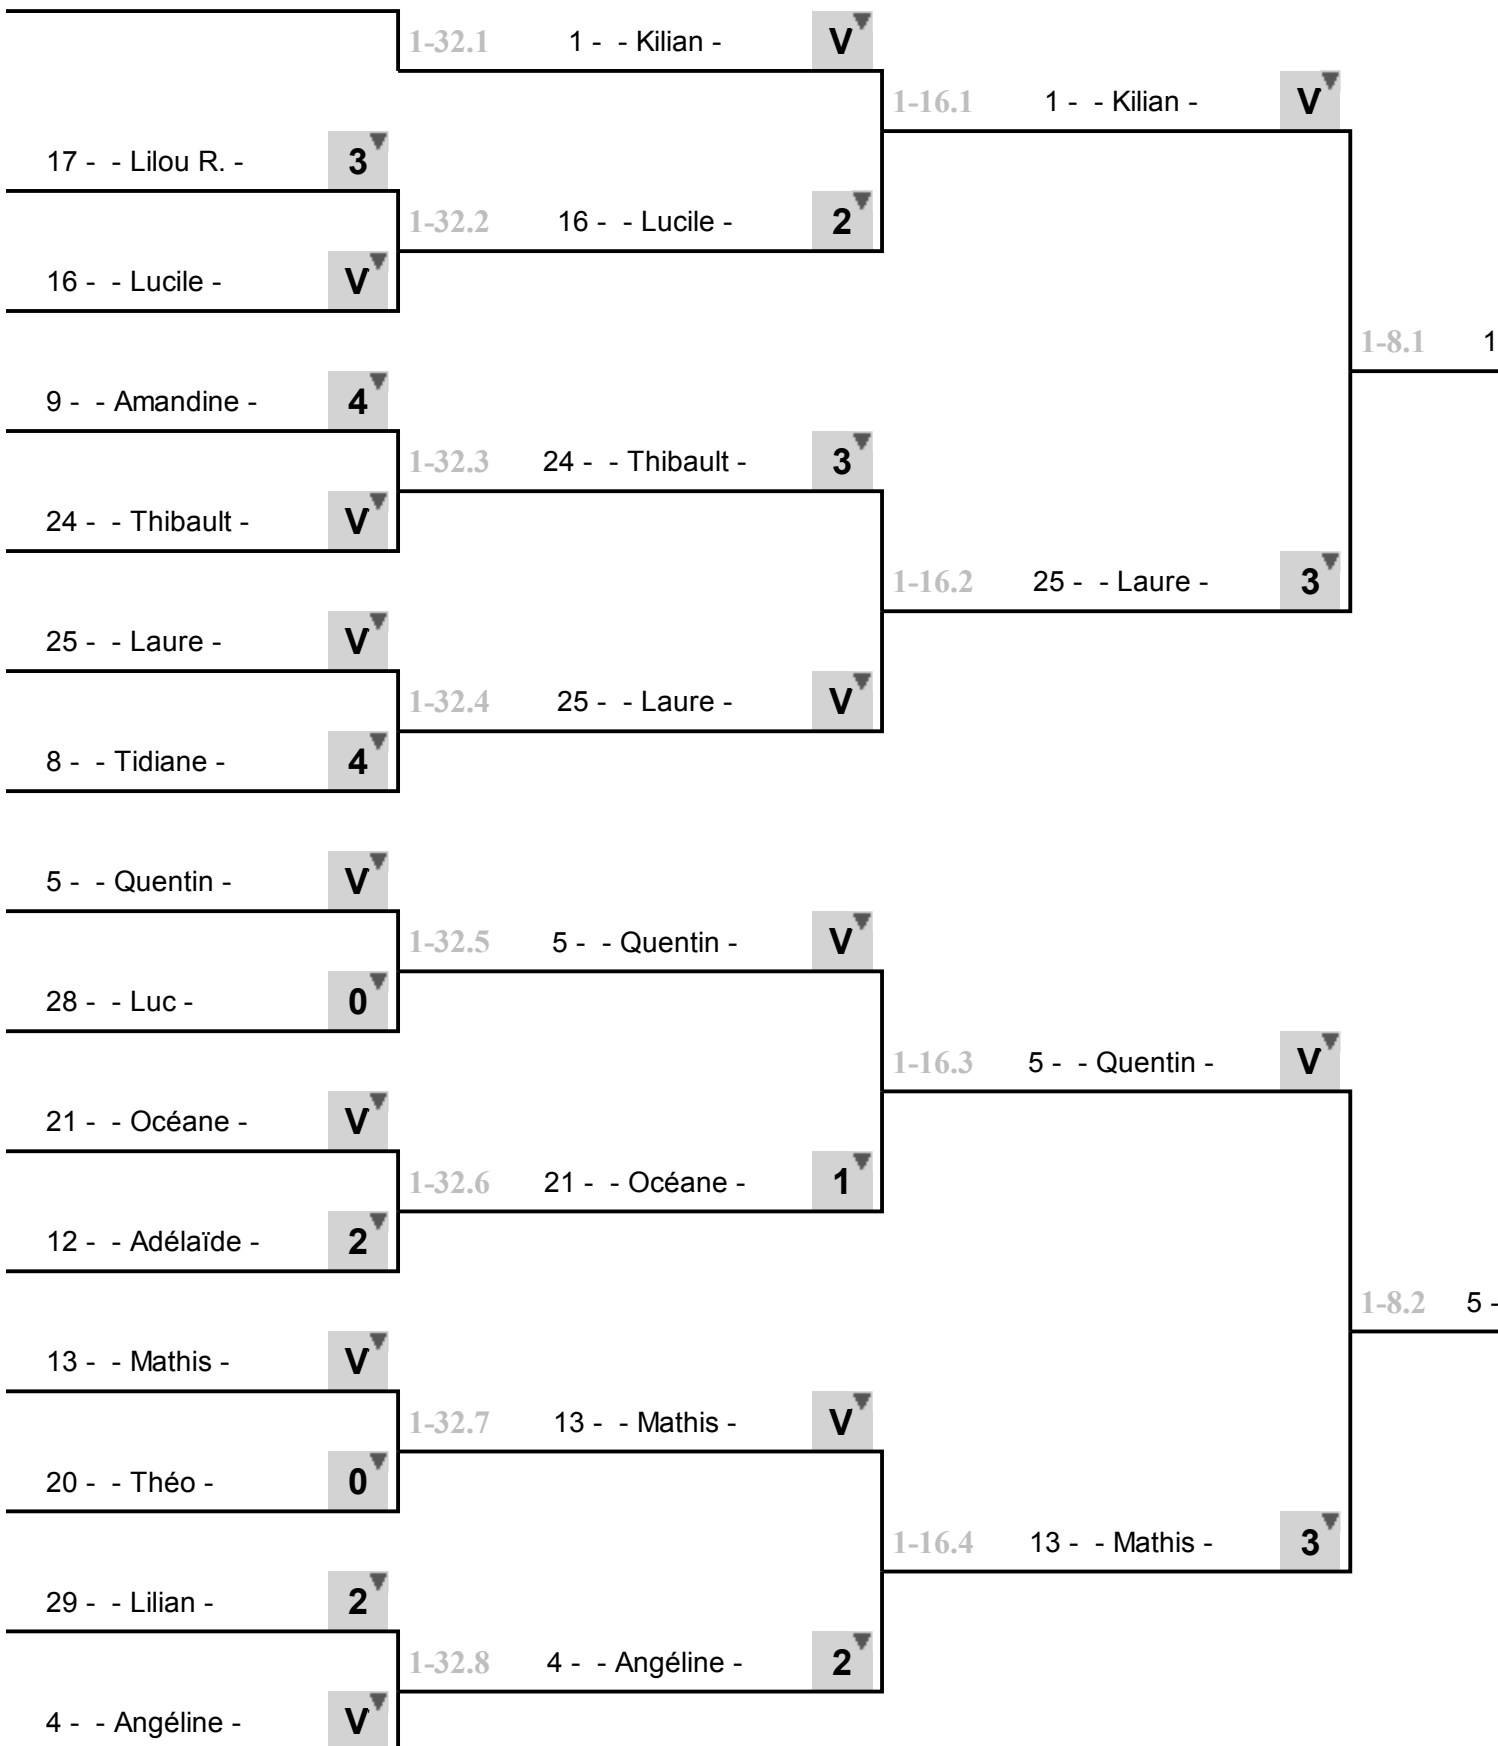 1-32.1 1 - - Kilian - V
1-16.1 1 - - Kilian - V
17 - - Lilou R. - 3
1-32.2 16 - - Lucile - 2
16 - - Lucile - V
1-8.1 1
9 - - Amandine - 4
1-32.3 24 - - Thibault - 3
24 - - Thibault - V
1-16.2 25 - - Laure - 3
25 - - Laure - V
1-32.4 25 - - Laure - V
8 - - Tidiane - 4
5 - - Quentin - V
1-32.5 5 - - Quentin - V
28 - - Luc - 0
1-16.3 5 - - Quentin - V
21 - - Océane - V
1-32.6 21 - - Océane - 1
12 - - Adélaïde - 2
1-8.2 5 -
13 - - Mathis - V
1-32.7 13 - - Mathis - V
20 - - Théo - 0
1-16.4 13 - - Mathis - 3
29 - - Lilian - 2
1-32.8 4 - - Angéline - 2
4 - - Angéline - V